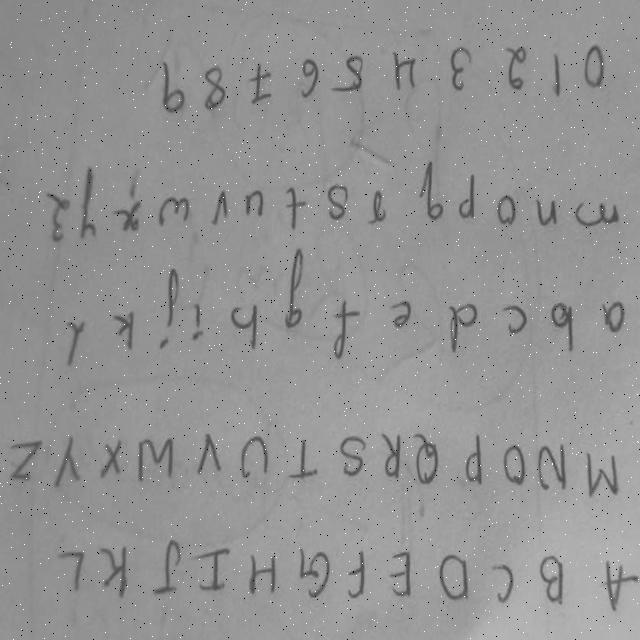 A B C D E F G H I J K L
M N O P Q R S T U V W X Y Z
a b c d e f g h i j k l
m n o p q r s t u v w x y z
0 1 2 3 4 5 6 7 8 9